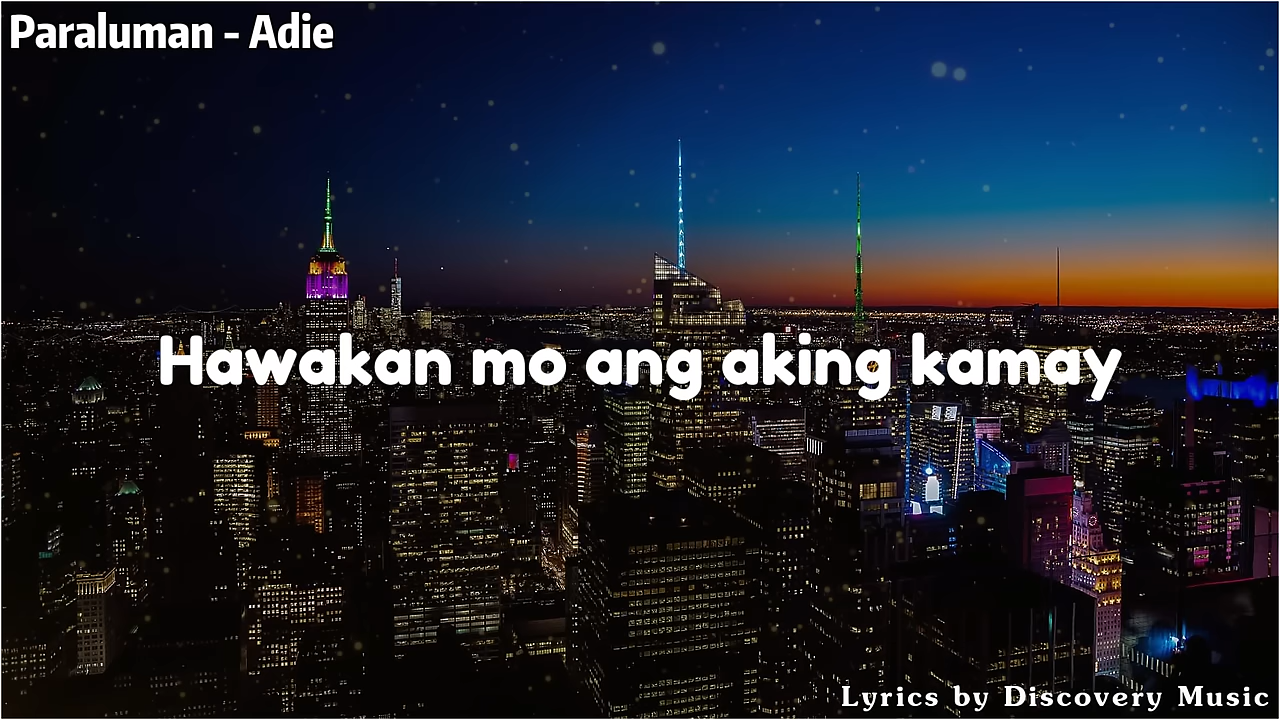 Paraluman - Adie
Hawakan mo ang aking kamay
Lyrics by Discovery Music